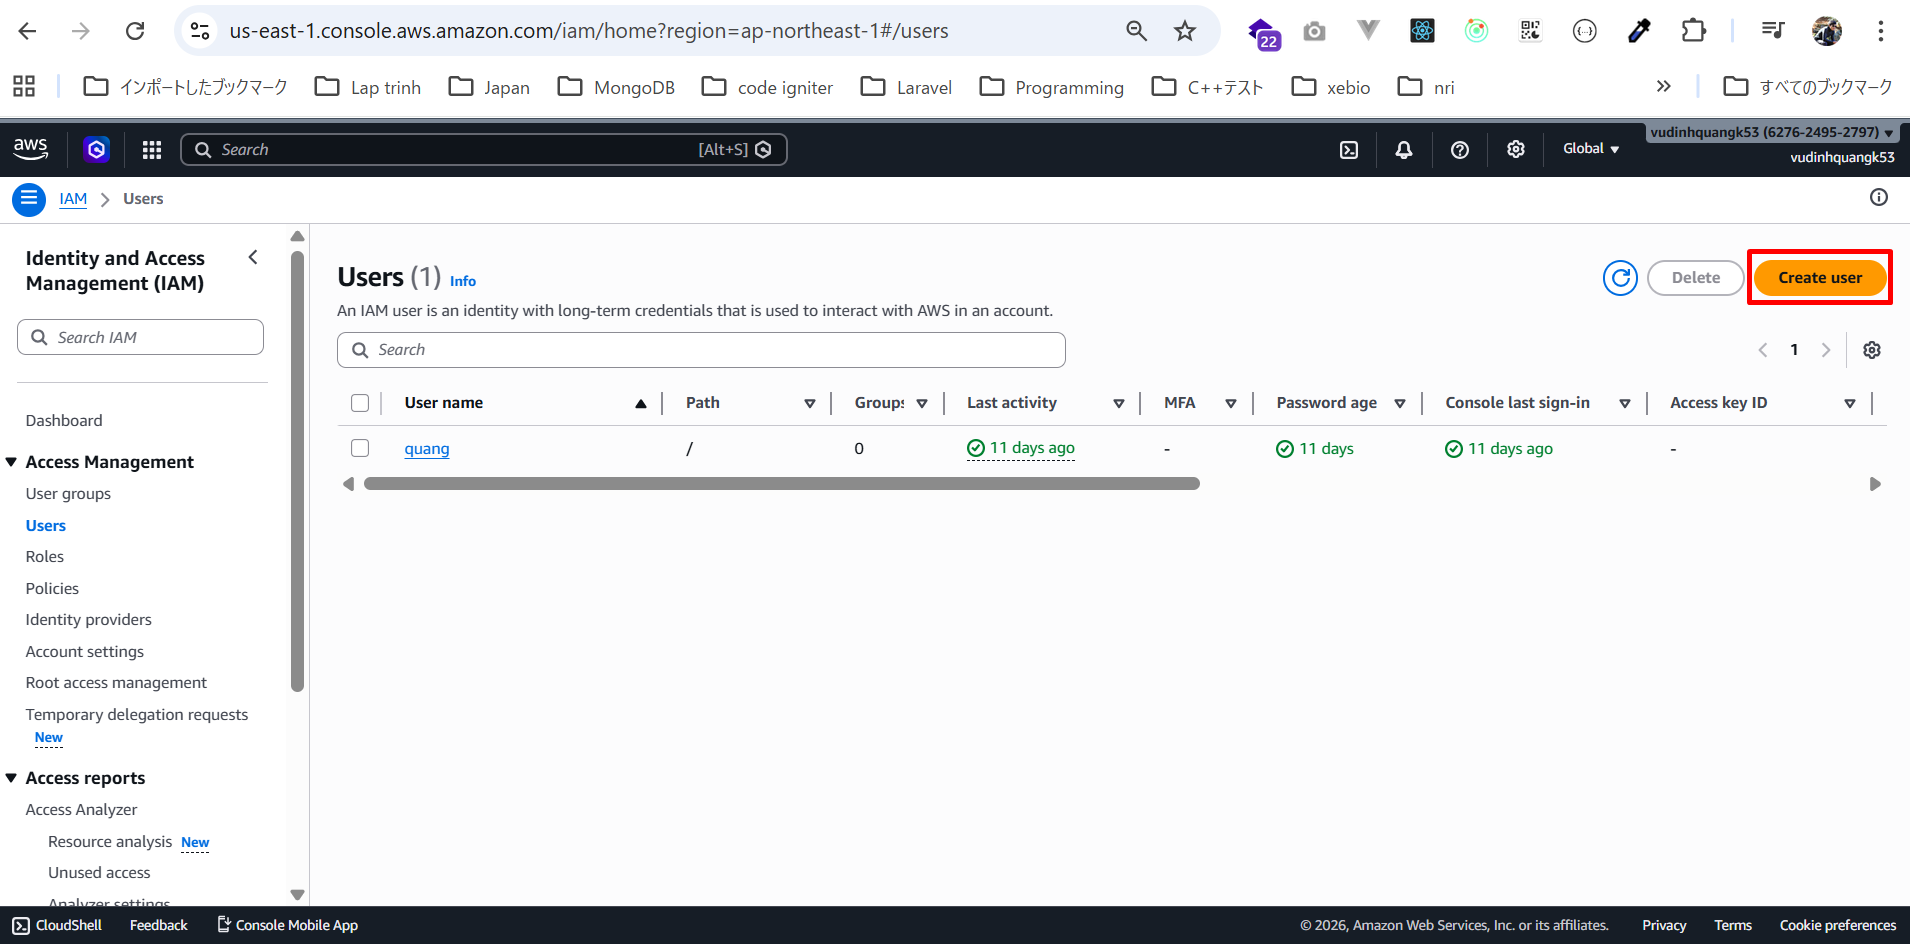 us-east-1.console.aws.amazon.com/iam/home?region=ap-northeast-1#/users
22
インポートしたブックマーク
Lap trinh
Japan
MongoDB
code igniter
Laravel
Programming
C++テスト
xebio
nri
すべてのブックマーク
aws
Search
[Alt+S]
Global
vudinhquangk53 (6276-2495-2797)
vudinhquangk53
IAM
Users
Identity and Access
Management (IAM)
Search IAM
Dashboard
Access Management
User groups
Users
Roles
Policies
Identity providers
Account settings
Root access management
Temporary delegation requests
New
Access reports
Access Analyzer
Resource analysis New
Unused access
Analyzer settings
Users (1) Info
An IAM user is an identity with long-term credentials that is used to interact with AWS in an account.
Delete
Create user
Search
1
User name
Path
Groups
Last activity
MFA
Password age
Console last sign-in
Access key ID
quang
/
0
11 days ago
-
11 days
11 days ago
-
CloudShell
Feedback
Console Mobile App
© 2026, Amazon Web Services, Inc. or its affiliates.
Privacy
Terms
Cookie preferences